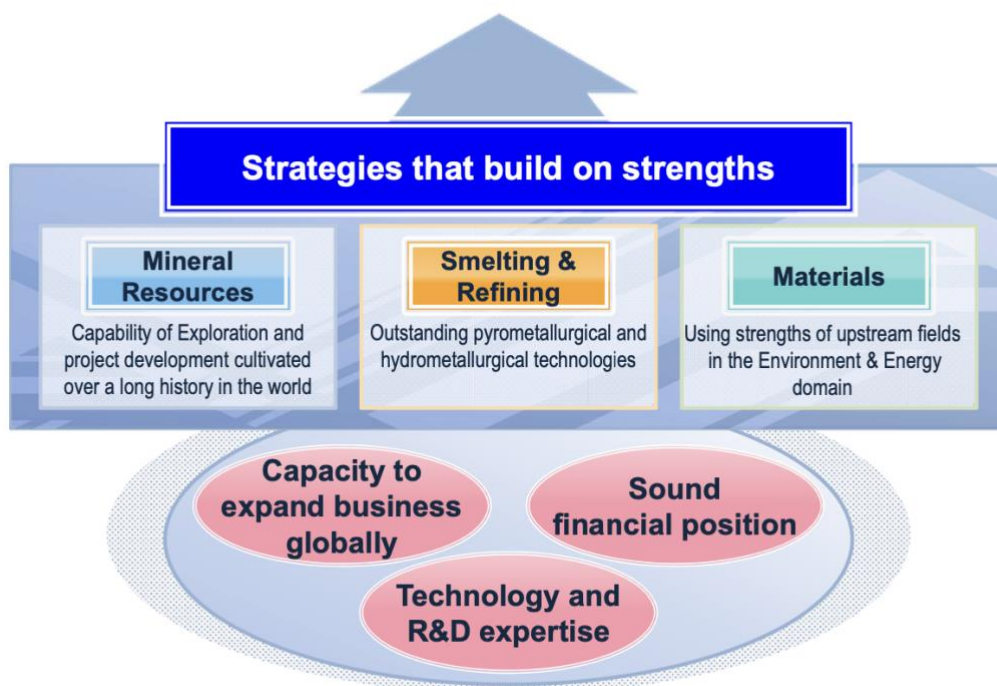 Strategies that build on strengths
Mineral
Resources
Capability of Exploration and
project development cultivated
over a long history in the world
Smelting &
Refining
Outstanding pyrometallurgical and
hydrometallurgical technologies
Materials
Using strengths of upstream fields
in the Environment & Energy
domain
Capacity to
expand business
globally
Sound
financial position
Technology and
R&D expertise